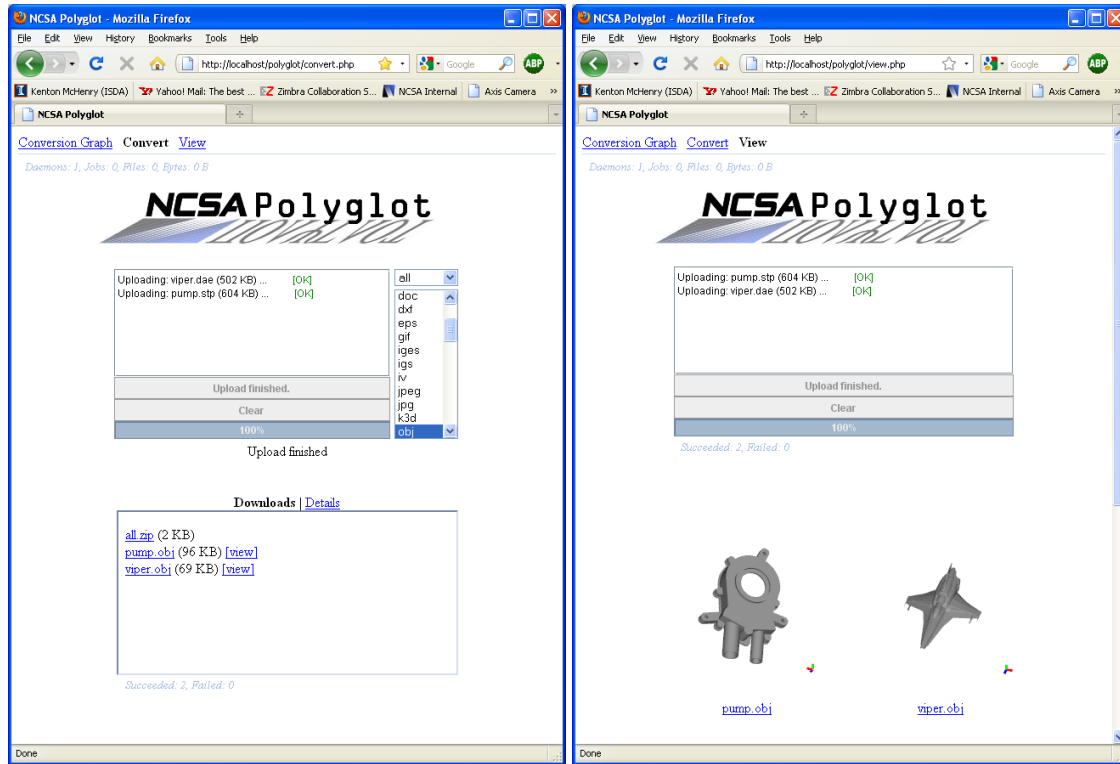 NCSA Polyglot - Mozilla Firefox
File Edit View History Bookmarks Tools Help
http://localhost/polyglot/convert.php Google ABP
Kenton McHenry (ISDA) Yahoo! Mail: The best ... Zimbra Collaboration S... NCSA Internal Axis Camera »
NCSA Polyglot
Conversion Graph Convert View
Daemons: 1, Jobs: 0, Files: 0, Bytes: 0 B
NCSA Polyglot
Uploading: viper.dae (502 KB) ... [OK]
Uploading: pump.stp (604 KB) ... [OK]
Upload finished.
Clear
100%
all
doc
dxf
eps
gif
iges
igs
iv
jpeg
jpg
k3d
obj
Upload finished
Downloads | Details
all.zip (2 KB)
pump.obj (96 KB) [view]
viper.obj (69 KB) [view]
Succeeded: 2, Failed: 0
Done
NCSA Polyglot - Mozilla Firefox
File Edit View History Bookmarks Tools Help
http://localhost/polyglot/view.php Google ABP
Kenton McHenry (ISDA) Yahoo! Mail: The best ... Zimbra Collaboration S... NCSA Internal Axis Camera »
NCSA Polyglot
Conversion Graph Convert View
Daemons: 1, Jobs: 0, Files: 0, Bytes: 0 B
NCSA Polyglot
Uploading: pump.stp (604 KB) ... [OK]
Uploading: viper.dae (502 KB) ... [OK]
Upload finished.
Clear
100%
Succeeded: 2, Failed: 0
pump.obj viper.obj
Done